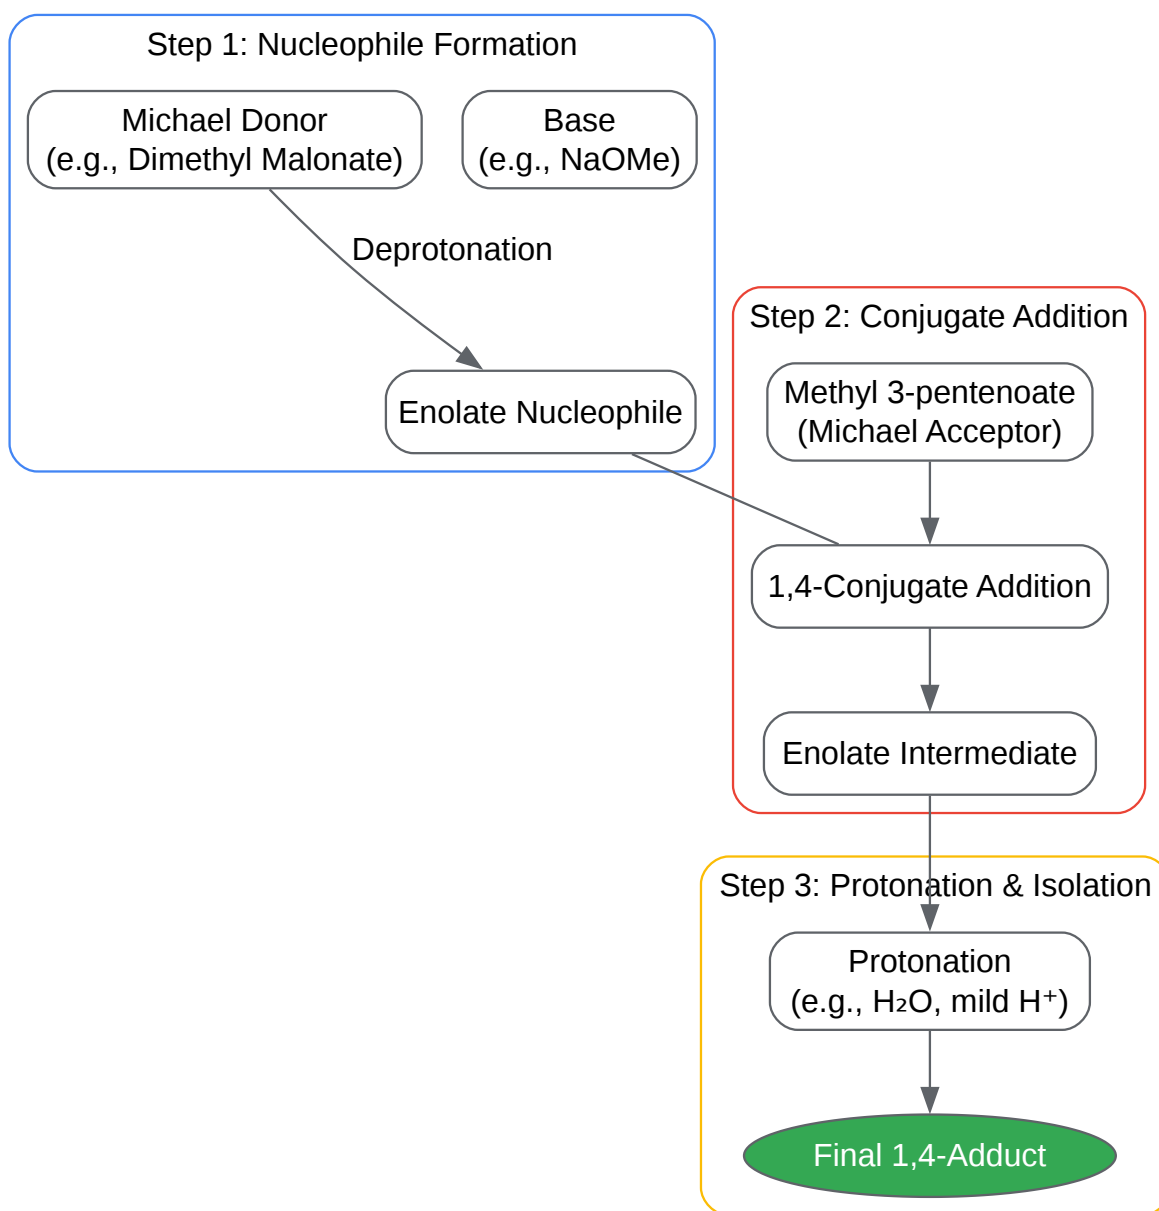 Step 1: Nucleophile Formation
Michael Donor
(e.g., Dimethyl Malonate)
Base
(e.g., NaOMe)
Deprotonation
Enolate Nucleophile
Step 2: Conjugate Addition
Methyl 3-pentenoate
(Michael Acceptor)
1,4-Conjugate Addition
Enolate Intermediate
Step 3: Protonation & Isolation
Protonation
(e.g., H₂O, mild H⁺)
Final 1,4-Adduct